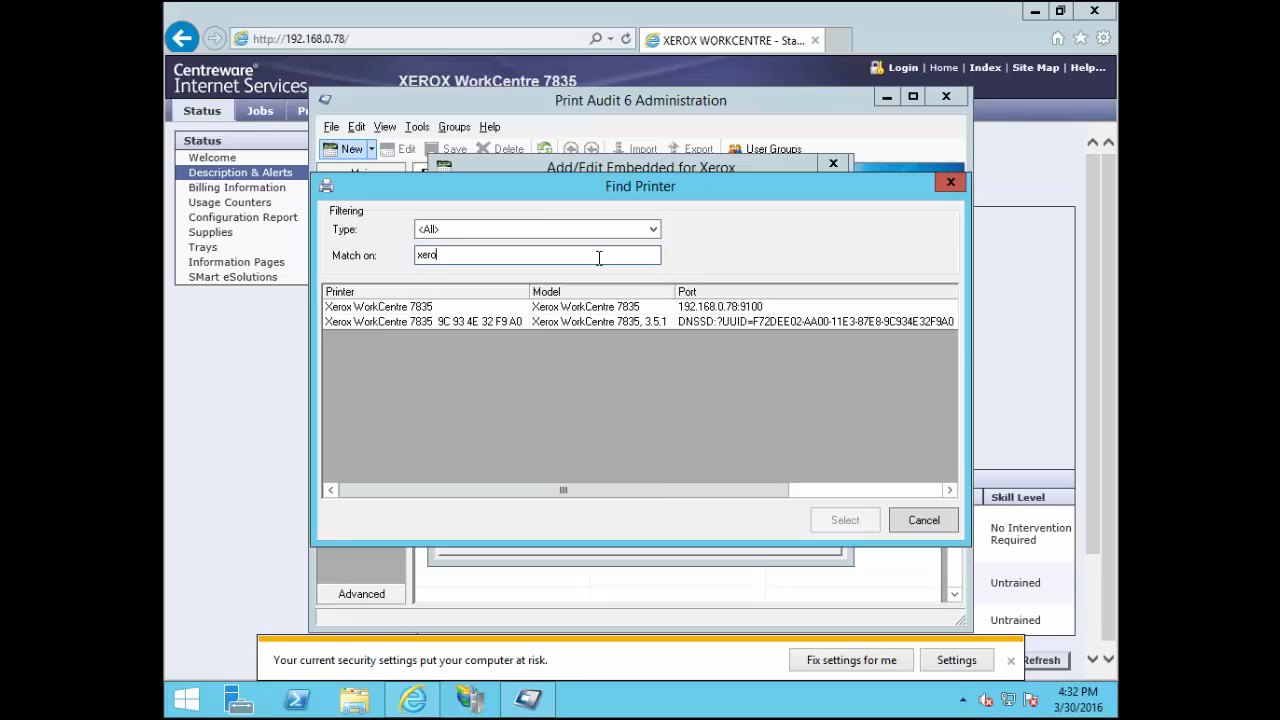 http://192.168.0.78/
XEROX WORKCENTRE - Sta...
Centreware®
Internet Services
XEROX WorkCentre 7835
Login | Home | Index | Site Map | Help...
Status
Jobs
Status
Welcome
Description & Alerts
Billing Information
Usage Counters
Configuration Report
Supplies
Trays
Information Pages
SMart eSolutions
Print Audit 6 Administration
File Edit View Tools Groups Help
New Edit Save Delete Import Export User Groups
Add/Edit Embedded for Xerox
Find Printer
Filtering
Type: <All>
Match on: xero
Printer Model Port
Xerox WorkCentre 7835 Xerox WorkCentre 7835 192.168.0.78:9100
Xerox WorkCentre 7835 9C 93 4E 32 F9 A0 Xerox WorkCentre 7835, 3.5.1 DNSSD:?UUID=F72DEE02-AA00-11E3-87E8-9C934E32F9A0
Select Cancel
Skill Level
No Intervention
Required
Untrained
Untrained
Advanced
Refresh
Your current security settings put your computer at risk.
Fix settings for me
Settings
4:32 PM
3/30/2016